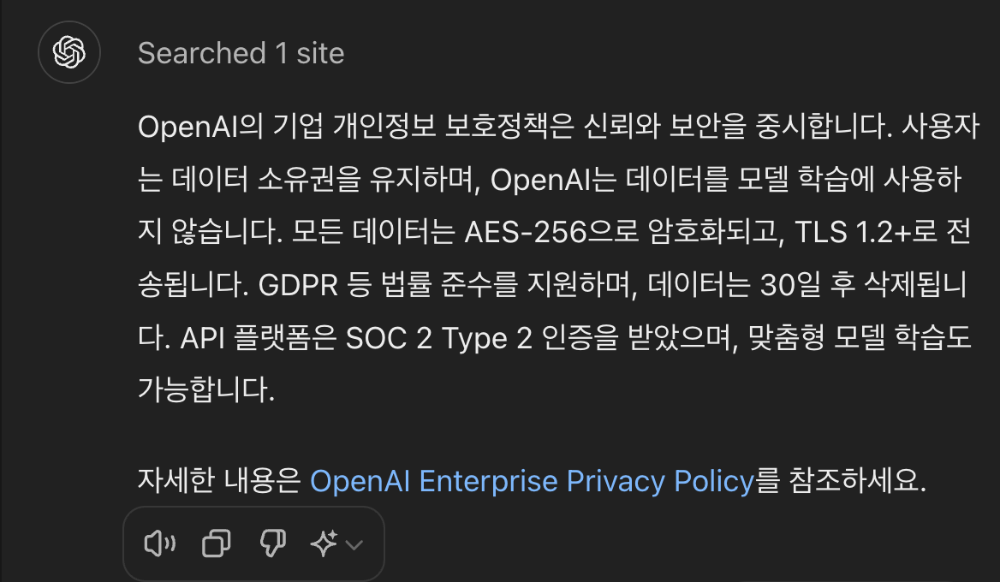 Searched 1 site
OpenAI의 기업 개인정보 보호정책은 신뢰와 보안을 중시합니다. 사용자
는 데이터 소유권을 유지하며, OpenAI는 데이터를 모델 학습에 사용하
지 않습니다. 모든 데이터는 AES-256으로 암호화되고, TLS 1.2+로 전
송됩니다. GDPR 등 법률 준수를 지원하며, 데이터는 30일 후 삭제됩니
다. API 플랫폼은 SOC 2 Type 2 인증을 받았으며, 맞춤형 모델 학습도
가능합니다.
자세한 내용은 OpenAI Enterprise Privacy Policy를 참조하세요.